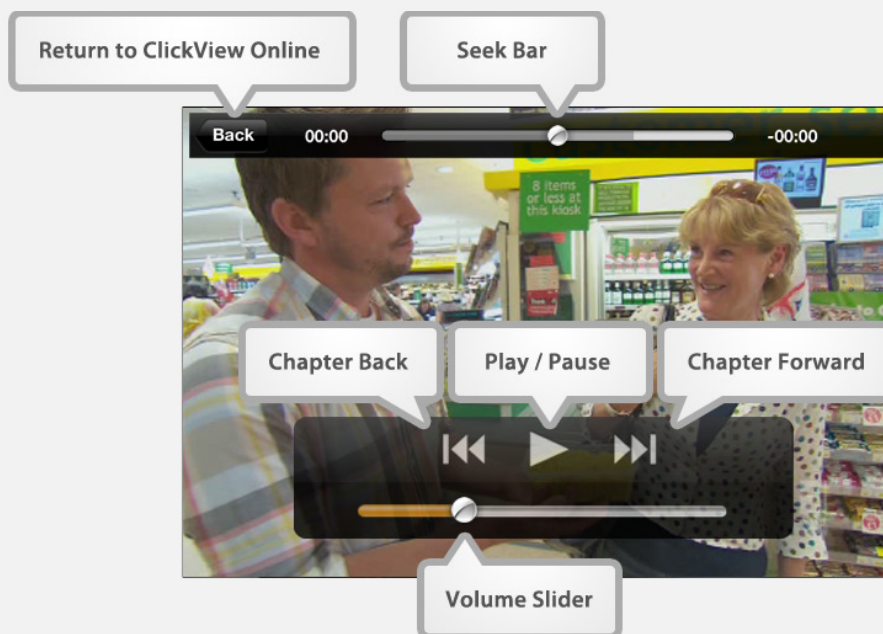 Return to ClickView Online
Seek Bar
Back
00:00
-00:00
8 items
or less at
this kiosk
Chapter Back
Play / Pause
Chapter Forward
Volume Slider